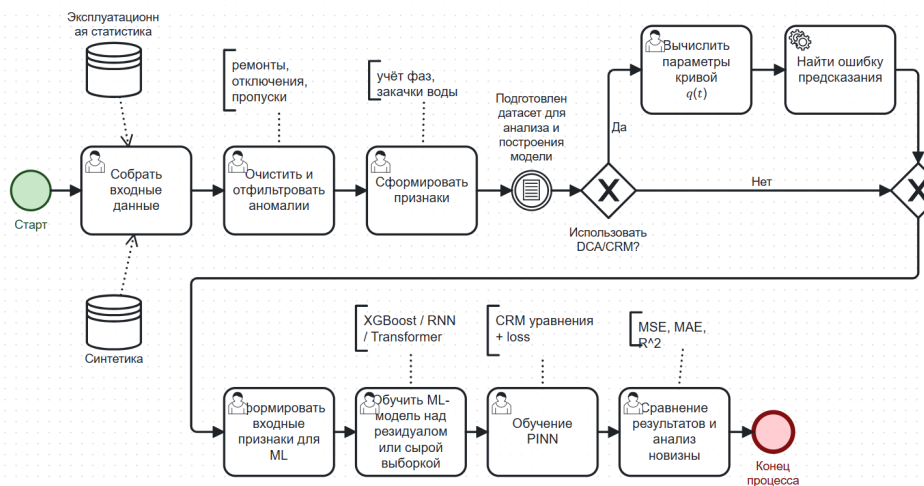 Эксплуатационн
ая статистика
ремонты,
отключения,
пропуски
учёт фаз,
закачки воды
Подготовлен
датасет для
анализа и
построения
модели
Вычислить
параметры
кривой
q(t)
Найти ошибку
предсказания
Да
Собрать
входные
данные
Очистить и
отфильтровать
аномалии
Сформировать
признаки
Нет
Старт
Использовать
DCA/CRM?
Синтетика
XGBoost / RNN
/ Transformer
CRM уравнения
+ loss
MSE, MAE,
R^2
формировать
входные
признаки для
ML
Обучить ML-
модель над
резидуалом
или сырой
выборкой
Обучение
PINN
Сравнение
результатов и
анализ
новизны
Конец
процесса